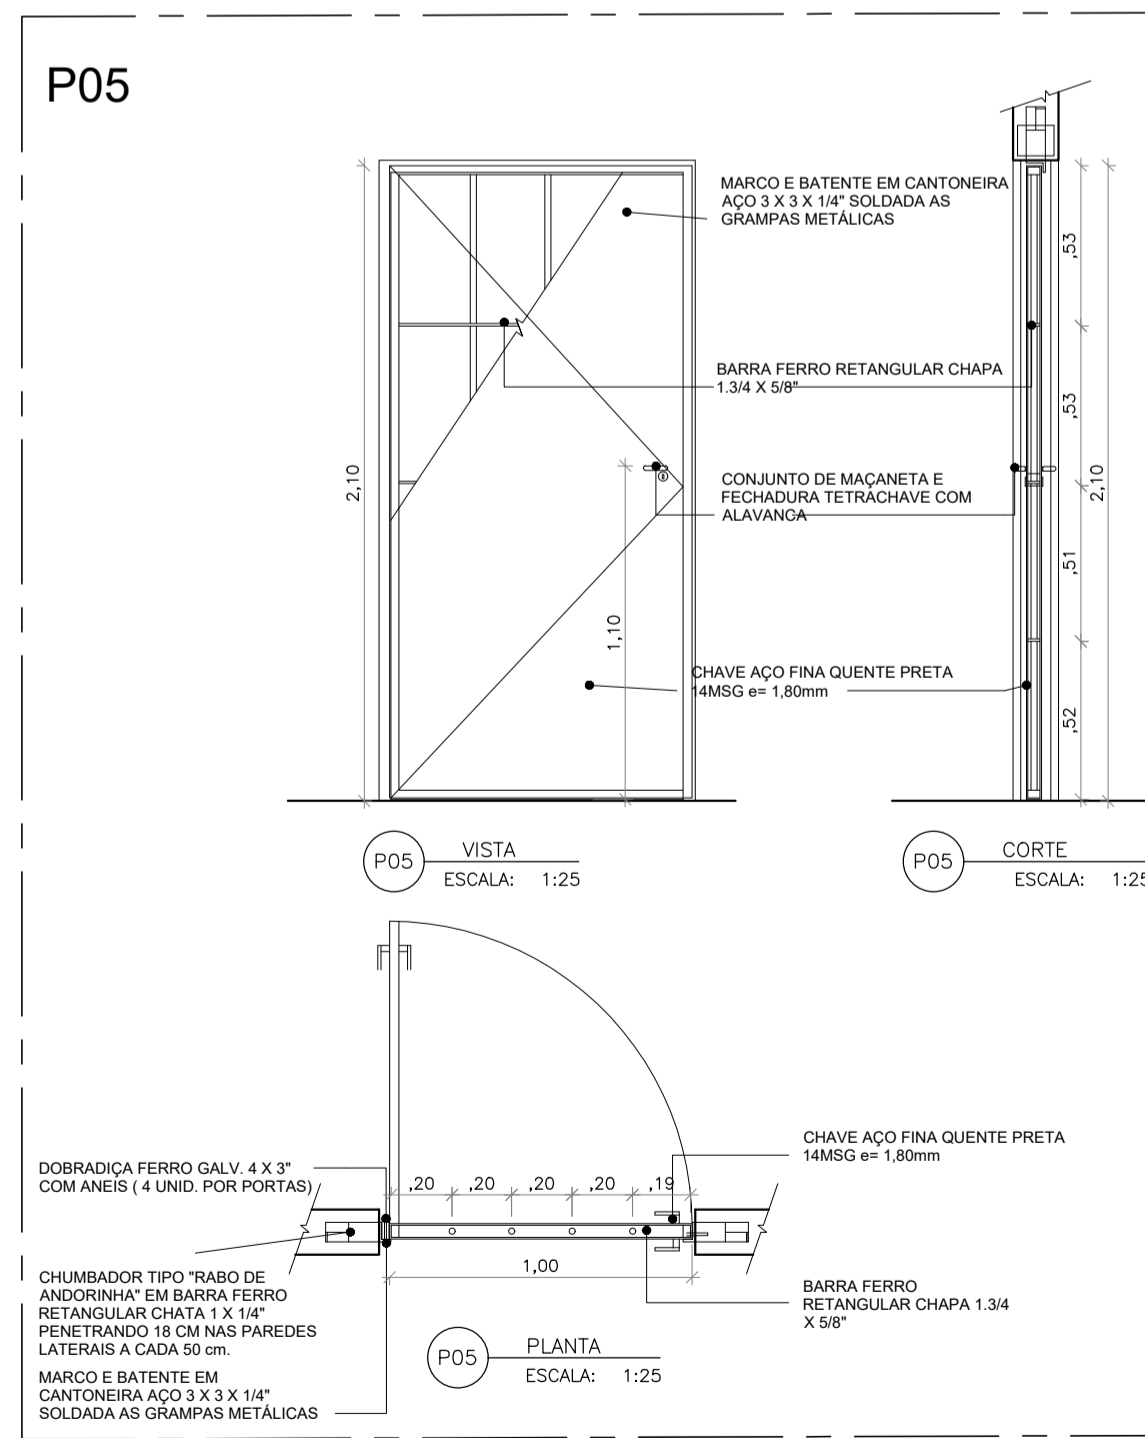 P05
MARCO E BATENTE EM CANTONEIRA
AÇO 3 X 3 X 1/4" SOLDADA AS
GRAMPAS METÁLICAS
BARRA FERRO RETANGULAR CHAPA
1.3/4 X 5/8"
CONJUNTO DE MAÇANETA E
FECHADURA TETRACHAVE COM
ALAVANCA
CHAVE AÇO FINA QUENTE PRETA
14MSG e= 1,80mm
2,10
1,10
,53
,53
,51
,52
2,10
P05
VISTA
ESCALA: 1:25
P05
CORTE
ESCALA: 1:25
DOBRADIÇA FERRO GALV. 4 X 3"
COM ANEIS ( 4 UNID. POR PORTAS)
,20 ,20 ,20 ,20 ,19
1,00
CHAVE AÇO FINA QUENTE PRETA
14MSG e= 1,80mm
CHUMBADOR TIPO "RABO DE
ANDORINHA" EM BARRA FERRO
RETANGULAR CHATA 1 X 1/4"
PENETRANDO 18 CM NAS PAREDES
LATERAIS A CADA 50 cm.
BARRA FERRO
RETANGULAR CHAPA 1.3/4
X 5/8"
MARCO E BATENTE EM
CANTONEIRA AÇO 3 X 3 X 1/4"
SOLDADA AS GRAMPAS METÁLICAS
P05
PLANTA
ESCALA: 1:25